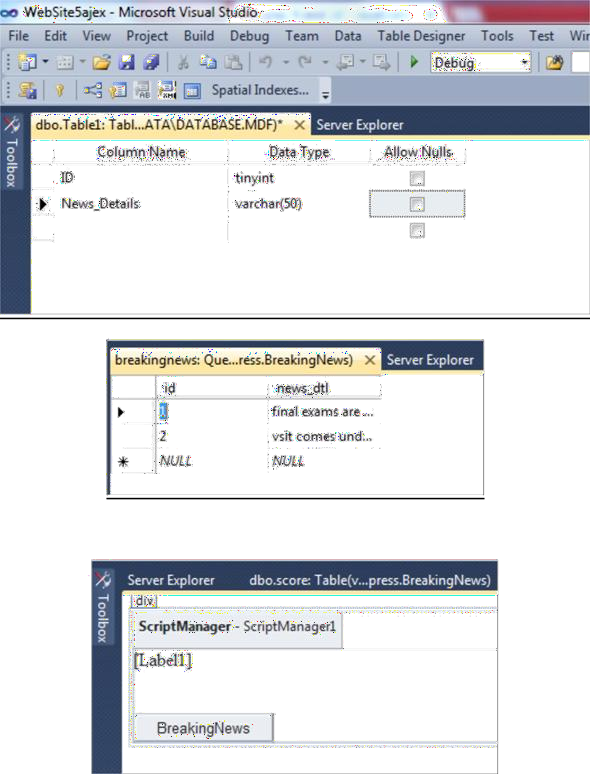 WebSite5ajex - Microsoft Visual Studio
File Edit View Project Build Debug Team Data Table Designer Tools Test Win
Debug
Spatial Indexes...
dbo.Table1: Tabl...ATA\DATABASE.MDF)* Server Explorer
Toolbox
Column Name Data Type Allow Nulls
ID tinyint
News_Details varchar(50)
breakingnews: Que...ress.BreakingNews) Server Explorer
id news_dtl
1 final exams are ...
2 vsit comes und...
NULL NULL
Server Explorer dbo.score: Table(v...press.BreakingNews)
Toolbox
div
ScriptManager - ScriptManager1
[Label1]
BreakingNews